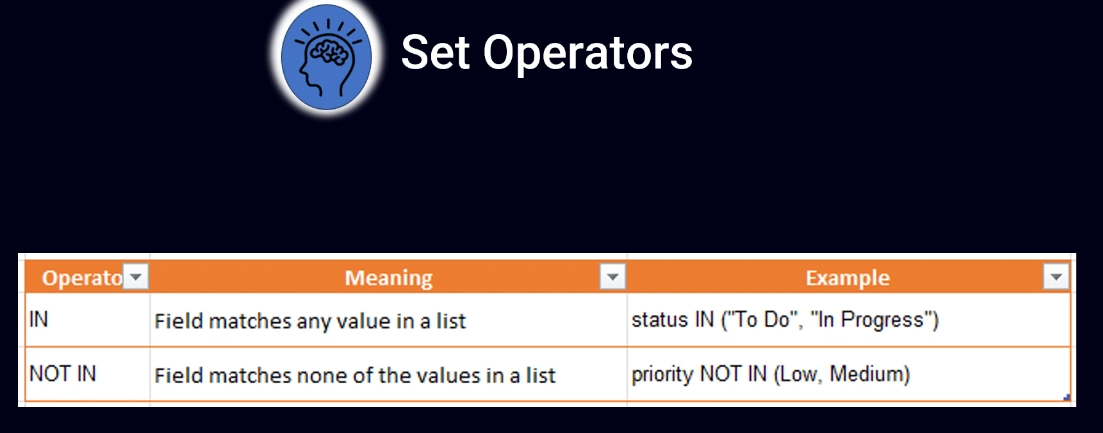 Set Operators
Operato Meaning Example
IN Field matches any value in a list status IN ("To Do", "In Progress")
NOT IN Field matches none of the values in a list priority NOT IN (Low, Medium)